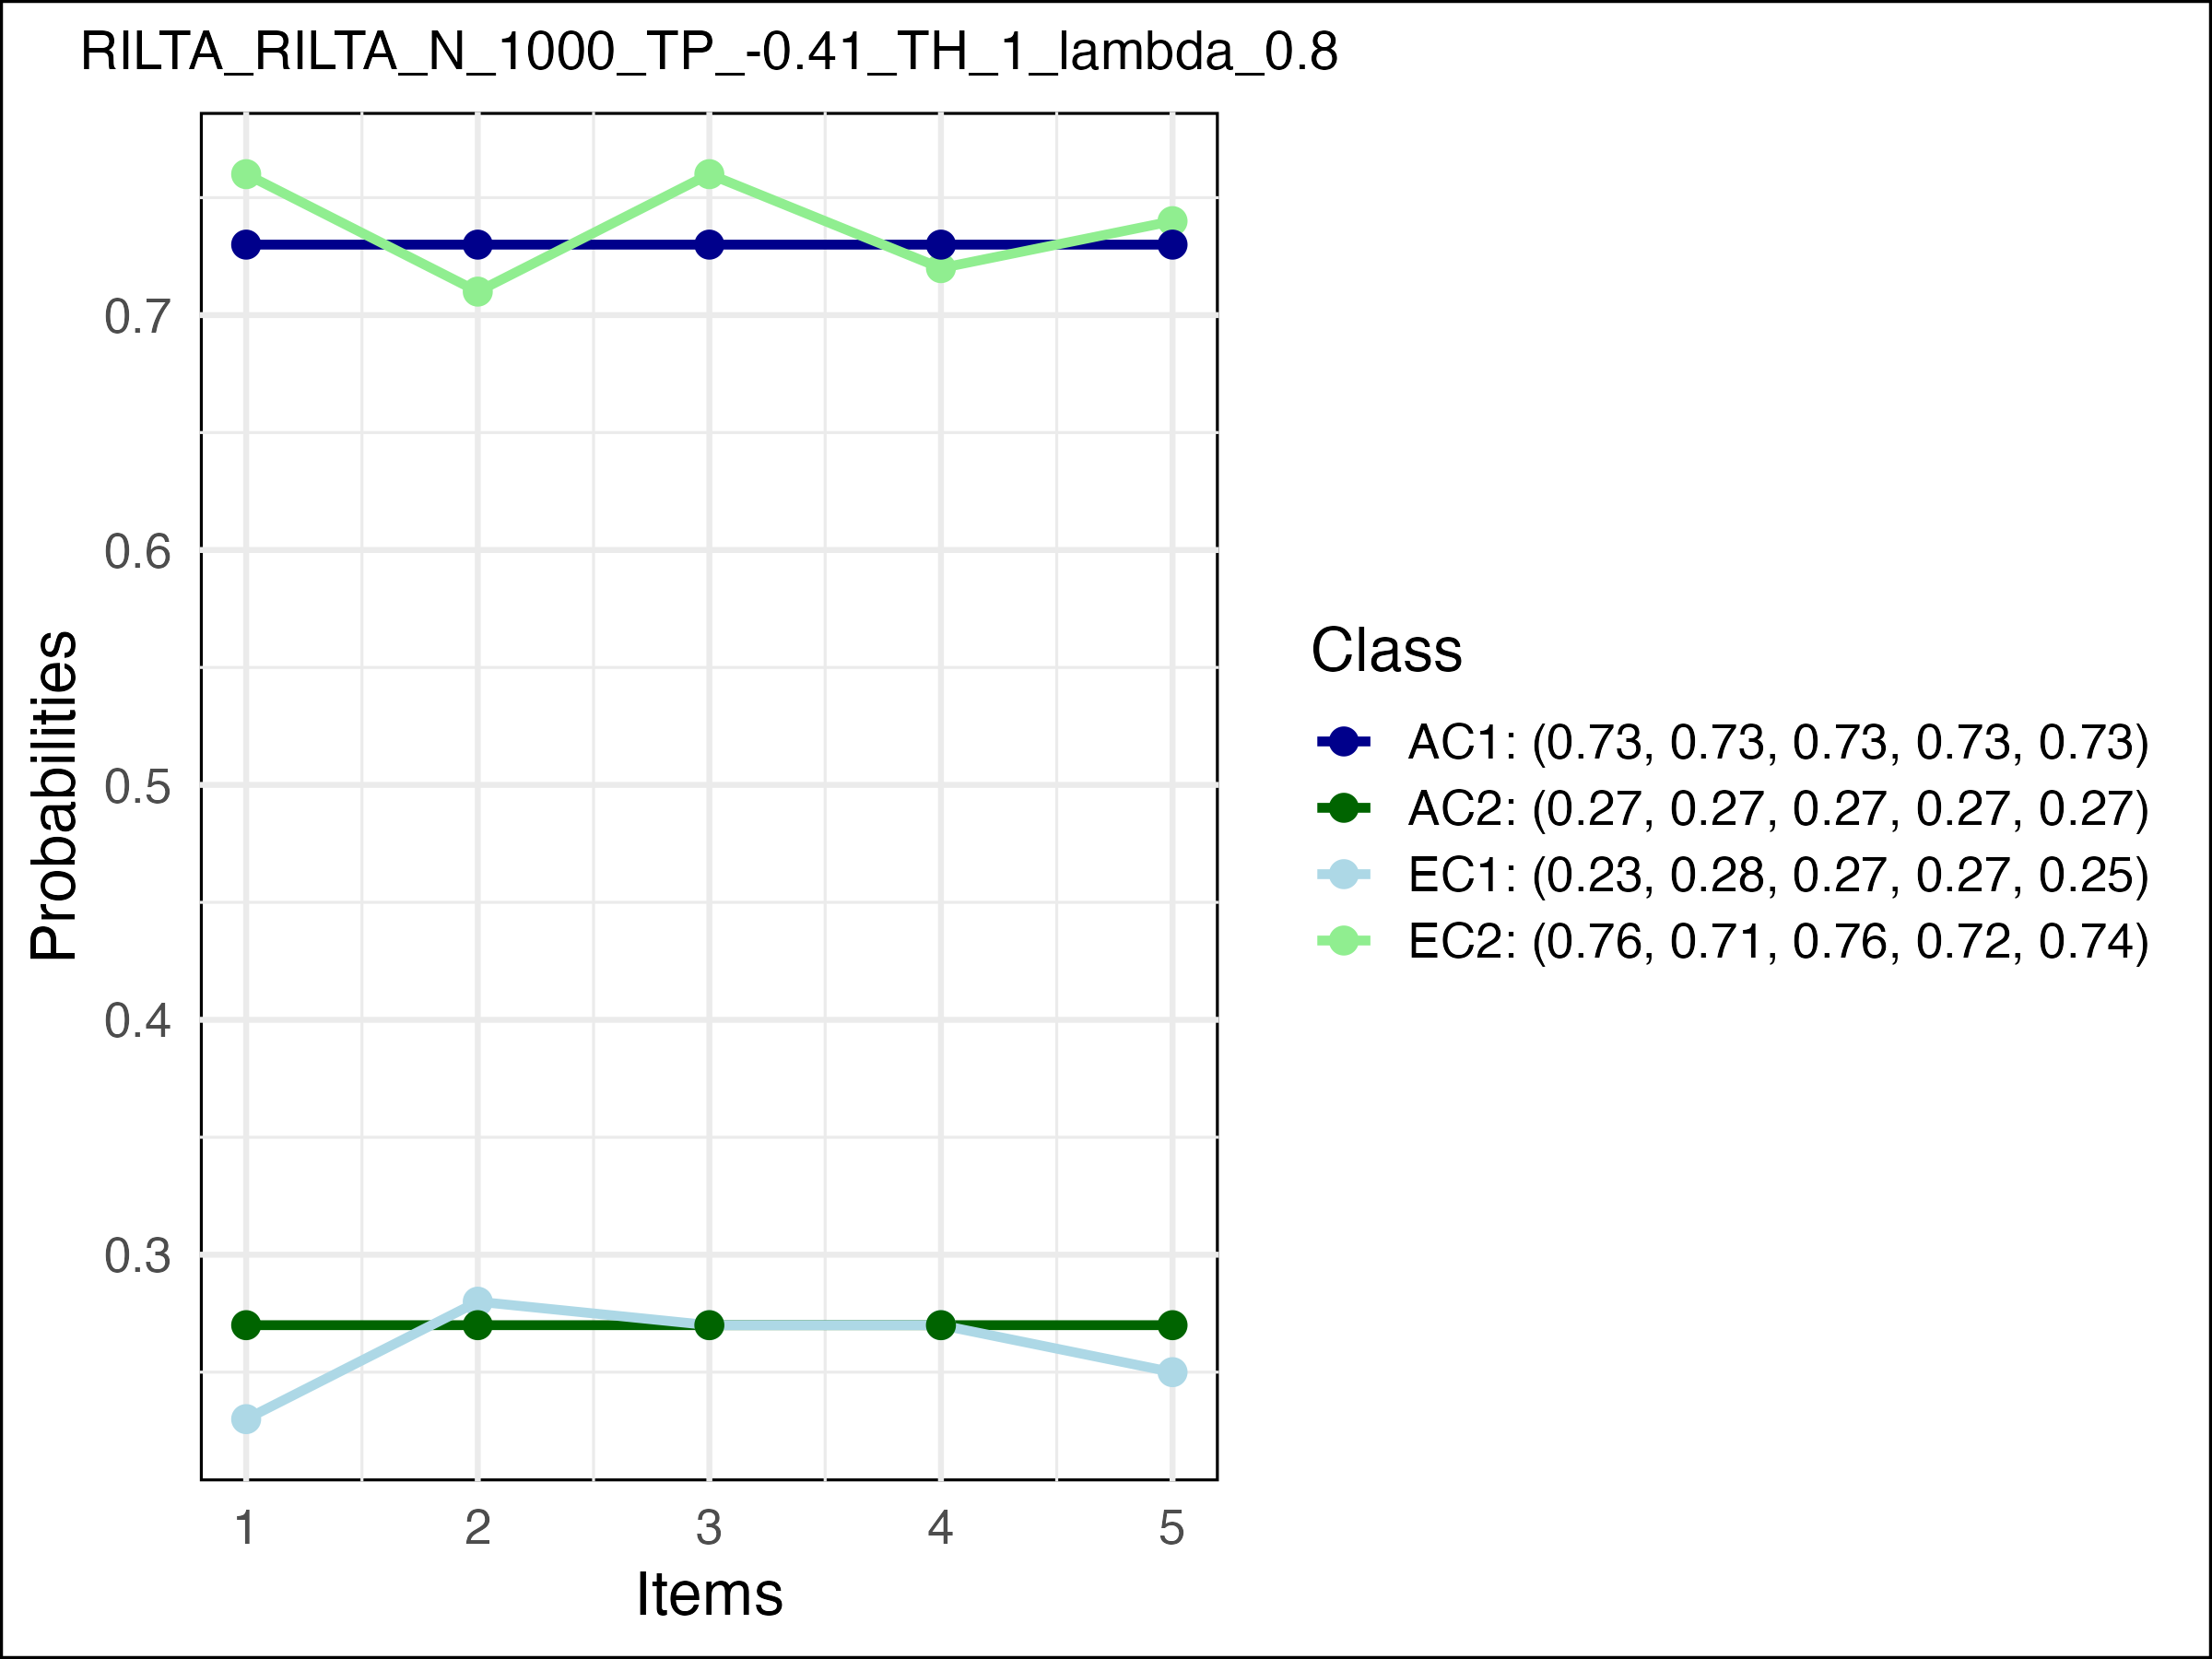 RILTA_RILTA_N_1000_TP_-0.41_TH_1_lambda_0.8
0.7
0.6
0.5
0.4
0.3
Probabilities
1 2 3 4 5
Items
Class
AC1: (0.73, 0.73, 0.73, 0.73, 0.73)
AC2: (0.27, 0.27, 0.27, 0.27, 0.27)
EC1: (0.23, 0.28, 0.27, 0.27, 0.25)
EC2: (0.76, 0.71, 0.76, 0.72, 0.74)